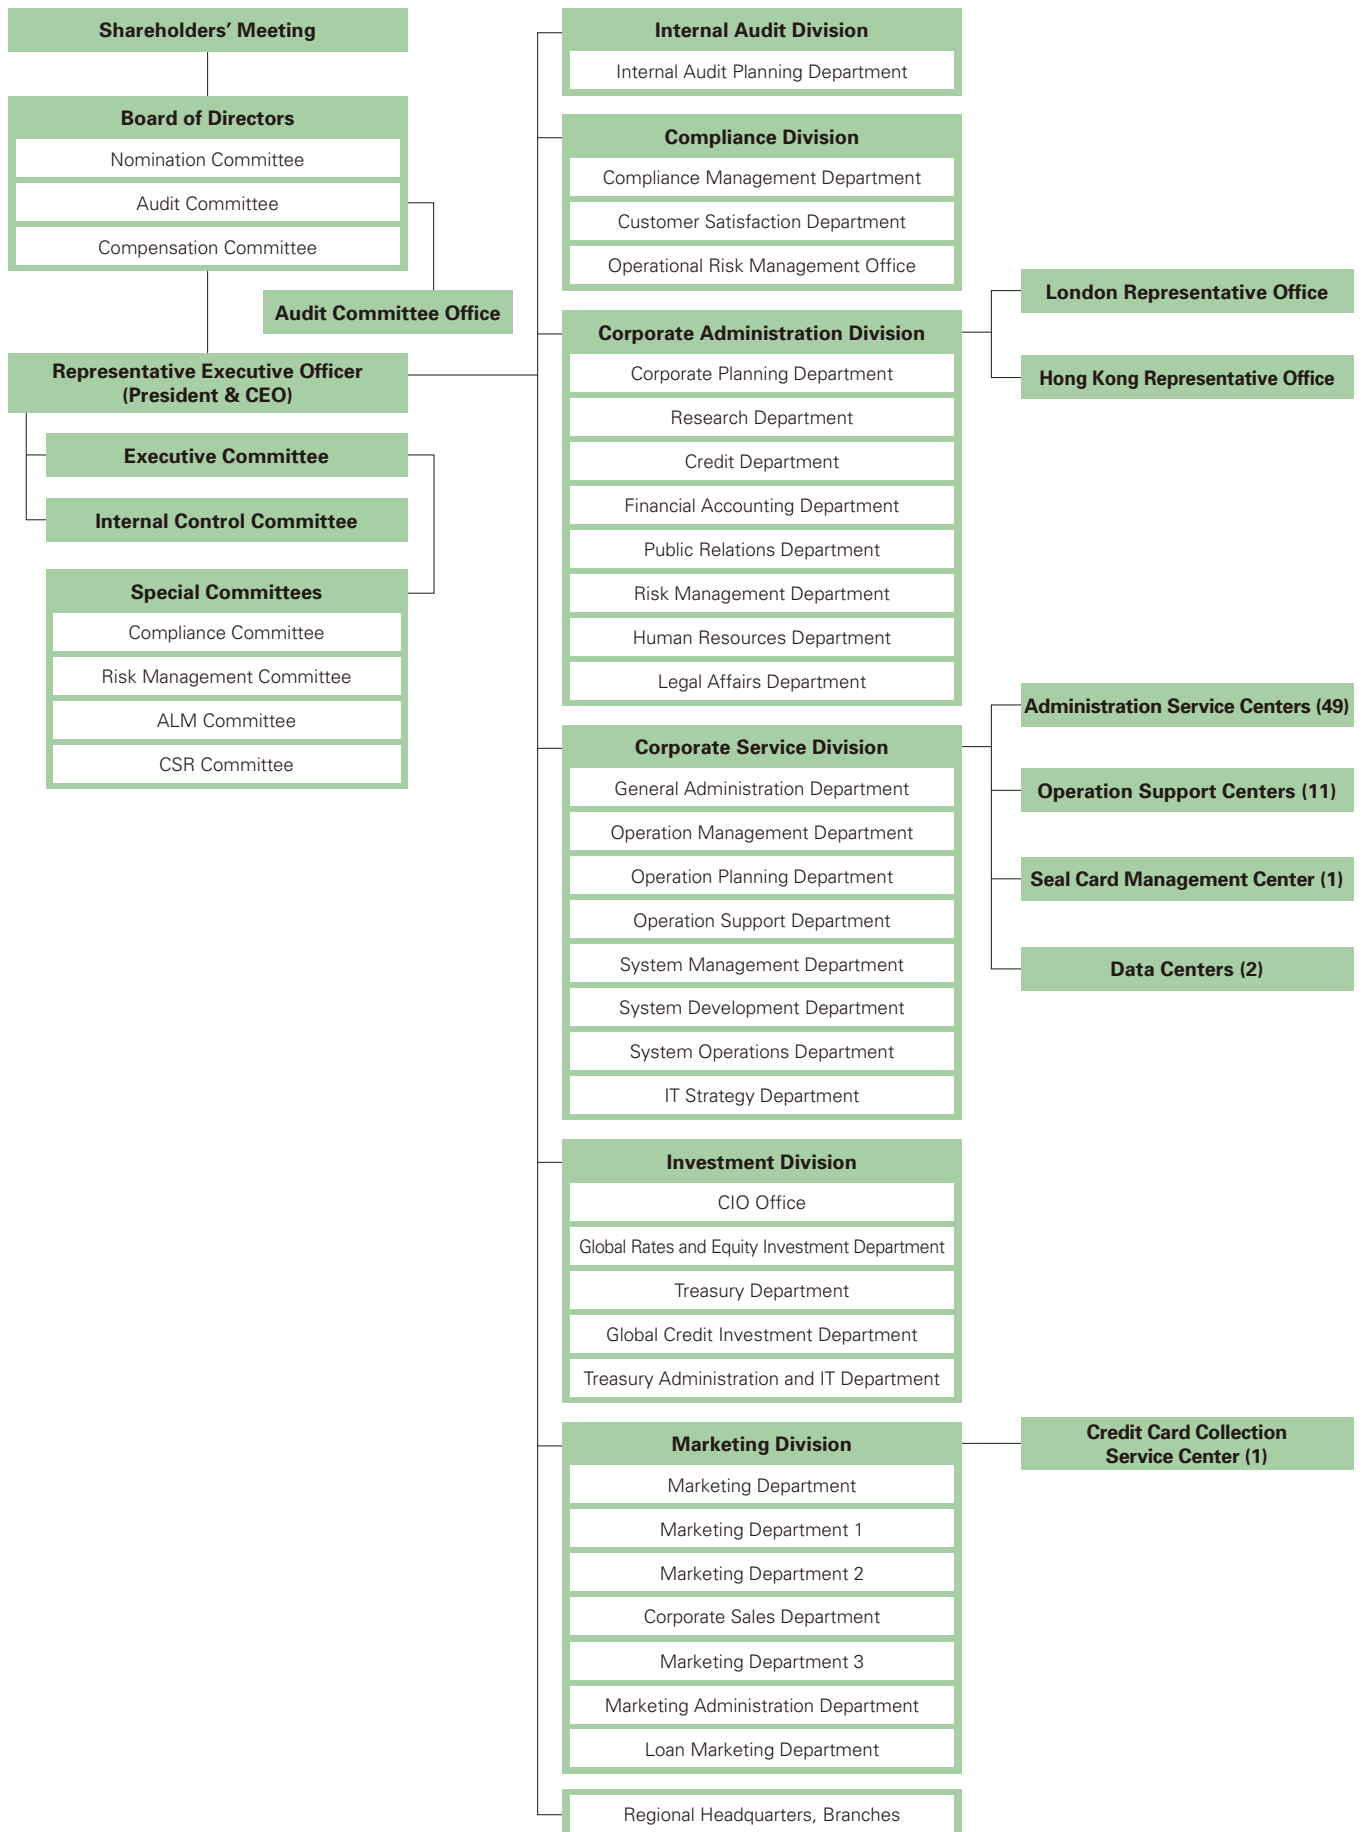 Shareholders’ Meeting
Board of Directors
Nomination Committee
Audit Committee
Compensation Committee
Audit Committee Office
Representative Executive Officer
(President & CEO)
Executive Committee
Internal Control Committee
Special Committees
Compliance Committee
Risk Management Committee
ALM Committee
CSR Committee
Internal Audit Division
Internal Audit Planning Department
Compliance Division
Compliance Management Department
Customer Satisfaction Department
Operational Risk Management Office
Corporate Administration Division
Corporate Planning Department
Research Department
Credit Department
Financial Accounting Department
Public Relations Department
Risk Management Department
Human Resources Department
Legal Affairs Department
Corporate Service Division
General Administration Department
Operation Management Department
Operation Planning Department
Operation Support Department
System Management Department
System Development Department
System Operations Department
IT Strategy Department
Investment Division
CIO Office
Global Rates and Equity Investment Department
Treasury Department
Global Credit Investment Department
Treasury Administration and IT Department
Marketing Division
Marketing Department
Marketing Department 1
Marketing Department 2
Corporate Sales Department
Marketing Department 3
Marketing Administration Department
Loan Marketing Department
Regional Headquarters, Branches
London Representative Office
Hong Kong Representative Office
Administration Service Centers (49)
Operation Support Centers (11)
Seal Card Management Center (1)
Data Centers (2)
Credit Card Collection
Service Center (1)